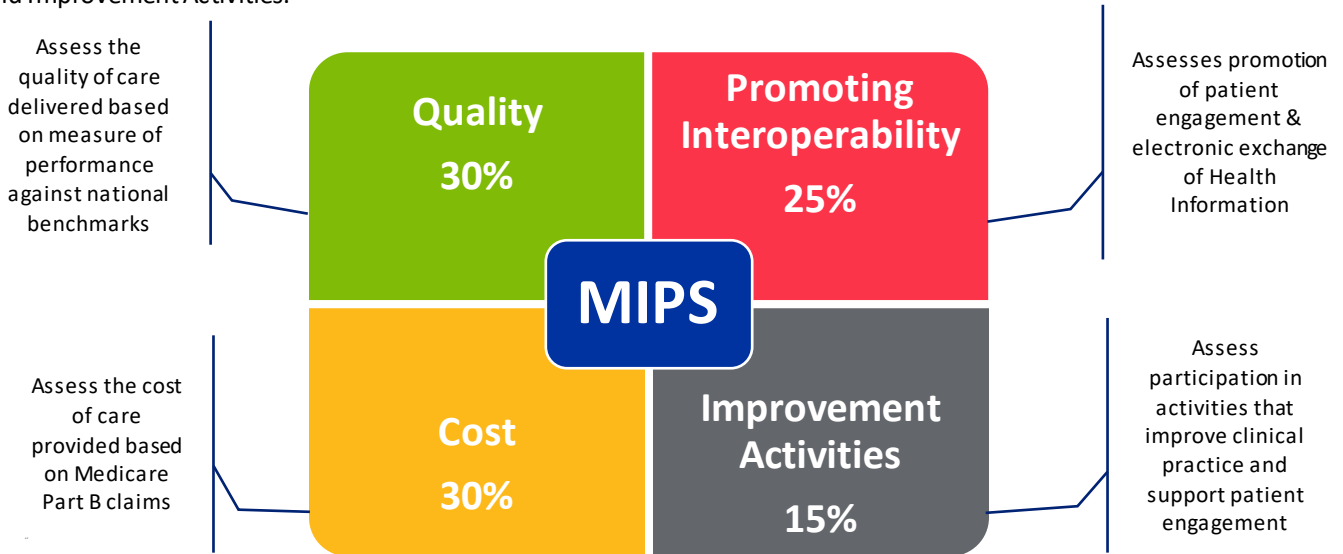 Improvement Activities.
Assess the
quality of care
delivered based
on measure of
performance
against national
benchmarks
Quality
30%
Promoting
Interoperability
25%
Assesses promotion
of patient
engagement &
electronic exchange
of Health
Information
MIPS
Assess the cost
of care
provided based
on Medicare
Part B claims
Cost
30%
Improvement
Activities
15%
Assess
participation in
activities that
improve clinical
practice and
support patient
engagement